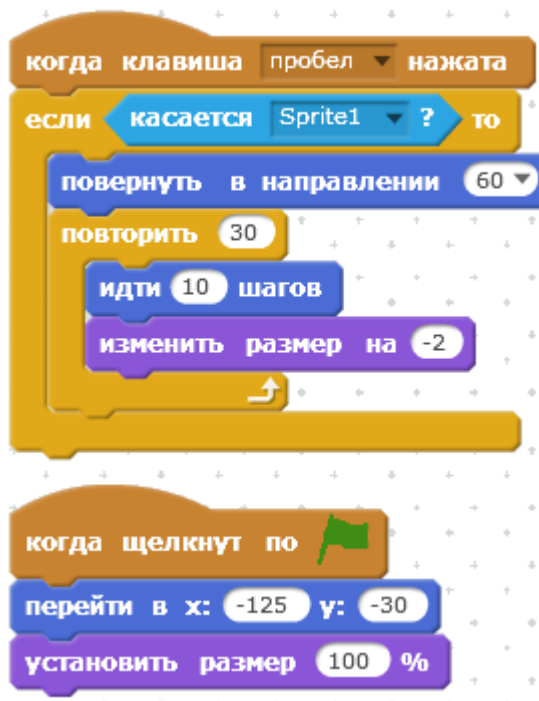 когда клавиша пробел нажата
если касается Sprite1 ? то
повернуть в направлении 60
повторить 30
идти 10 шагов
изменить размер на -2
когда щелкнут по
перейти в x: -125 y: -30
установить размер 100 %